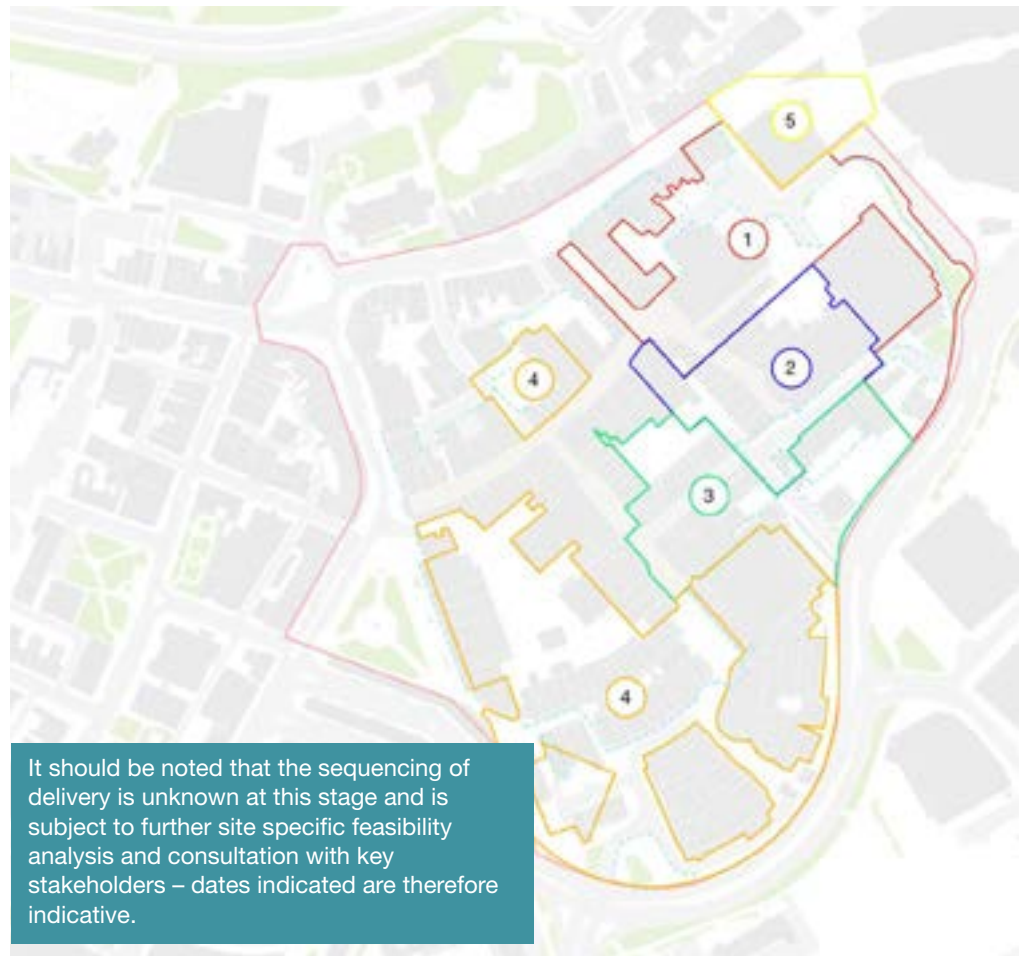 5
1
2
4
3
4
It should be noted that the sequencing of
delivery is unknown at this stage and is
subject to further site specific feasibility
analysis and consultation with key
stakeholders – dates indicated are therefore
indicative.